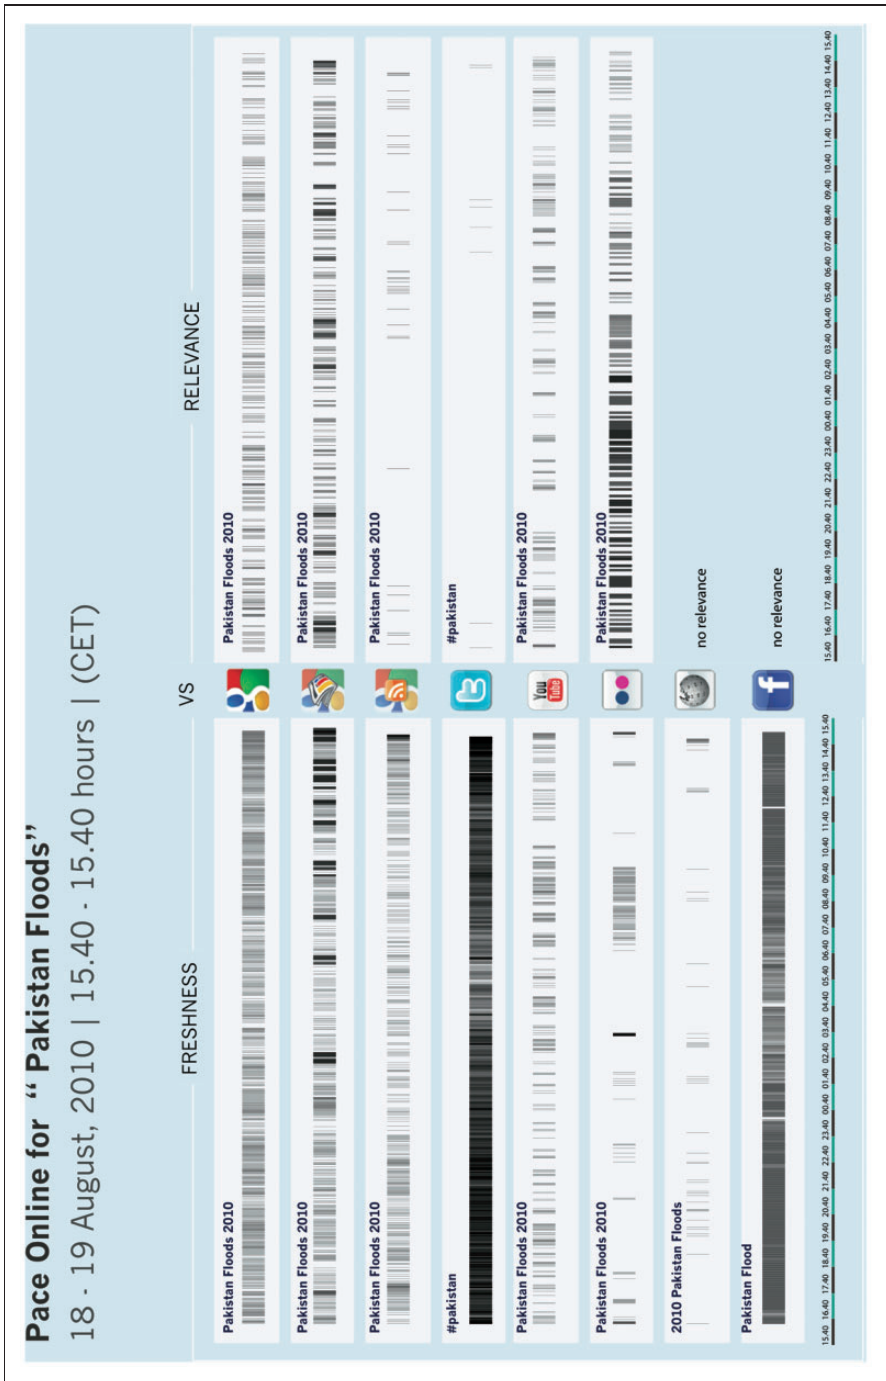 Pace Online for “ Pakistan Floods”
18 - 19 August, 2010 | 15.40 - 15.40 hours | (CET)
FRESHNESS VS RELEVANCE
Pakistan Floods 2010
Pakistan Floods 2010
Pakistan Floods 2010
Pakistan Floods 2010
Pakistan Floods 2010
Pakistan Floods 2010
#pakistan
t
#pakistan
Pakistan Floods 2010
You
Tube
Pakistan Floods 2010
Pakistan Floods 2010
Pakistan Floods 2010
2010 Pakistan Floods
no relevance
Pakistan Flood
f
no relevance
15.40 16.40 17.40 18.40 19.40 20.40 21.40 22.40 23.40 00.40 01.40 02.40 03.40 04.40 05.40 06.40 07.40 08.40 09.40 10.40 11.40 12.40 13.40 14.40 15.40
15.40 16.40 17.40 18.40 19.40 20.40 21.40 22.40 23.40 00.40 01.40 02.40 03.40 04.40 05.40 06.40 07.40 08.40 09.40 10.40 11.40 12.40 13.40 14.40 15.40